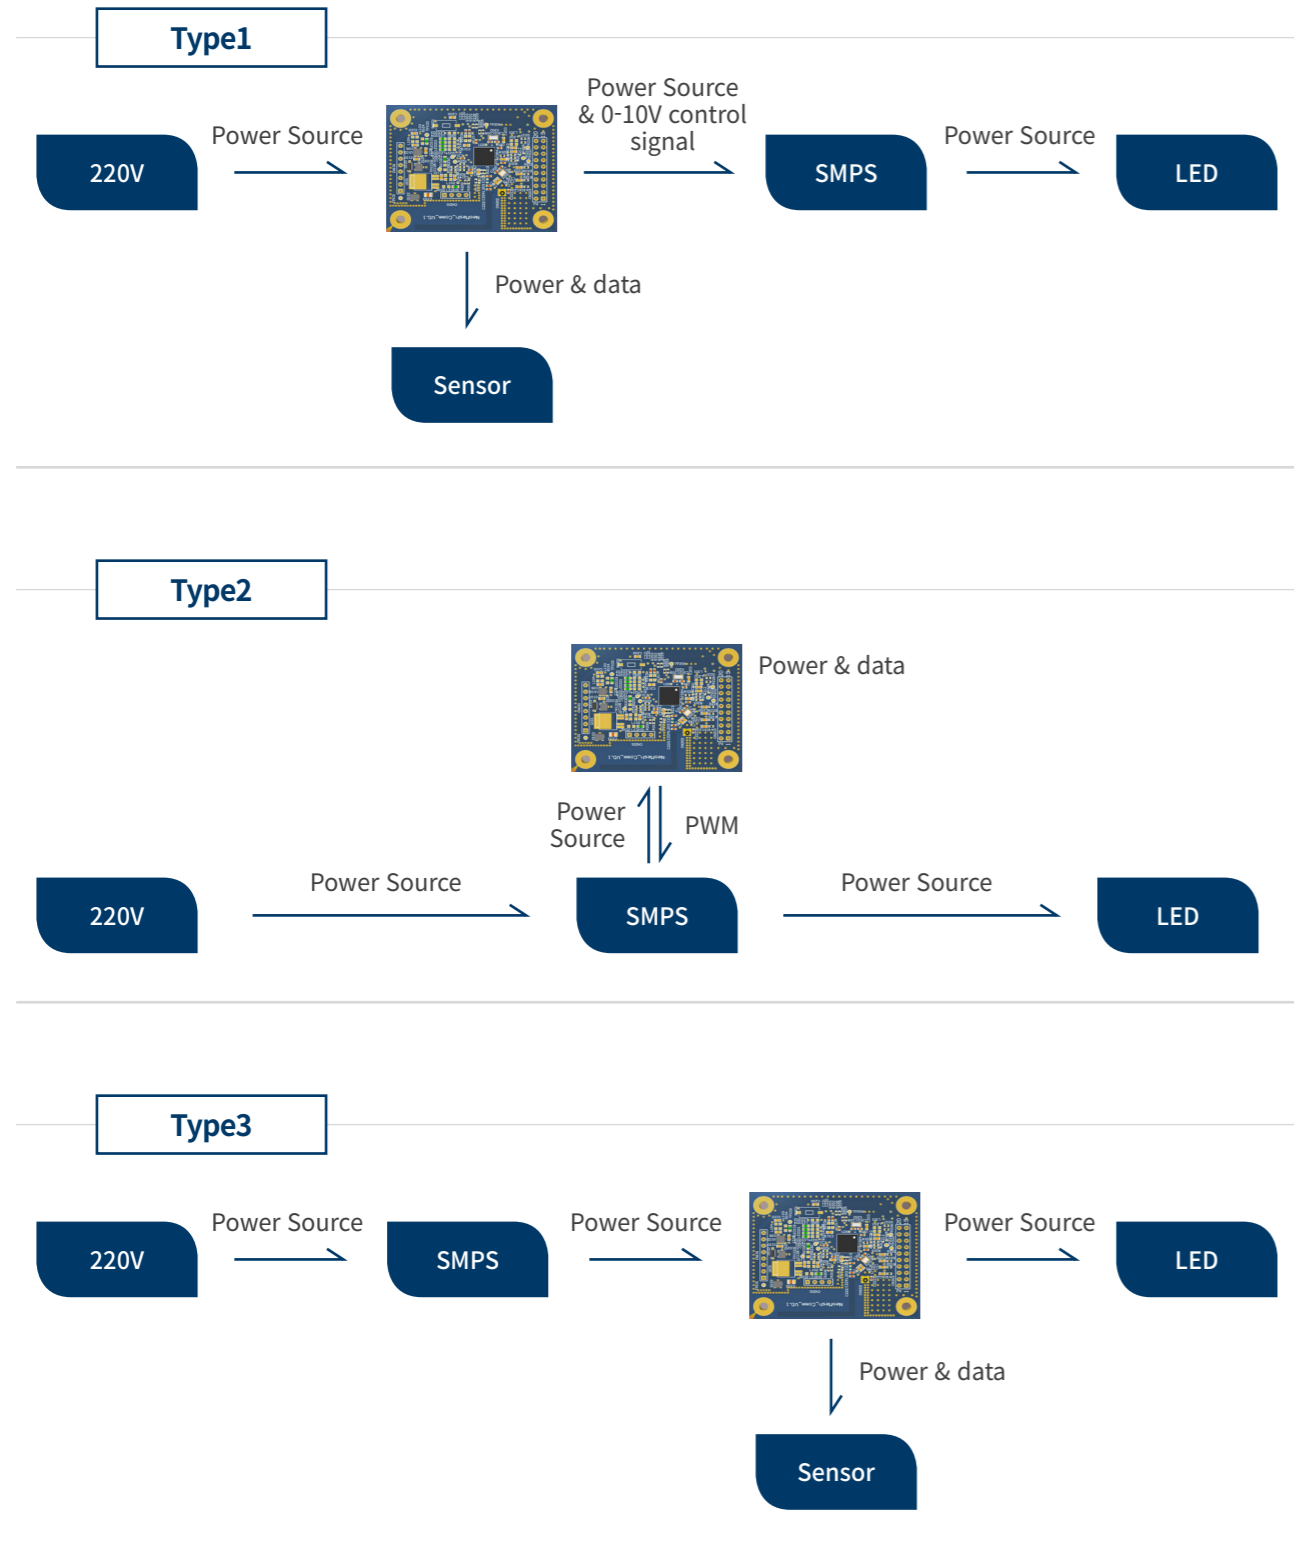 Type1
220V
Power Source
Power Source
& 0-10V control
signal
SMPS
Power Source
LED
Power & data
Sensor
Type2
Power & data
Power
Source
PWM
220V
Power Source
SMPS
Power Source
LED
Type3
220V
Power Source
SMPS
Power Source
Power Source
LED
Power & data
Sensor